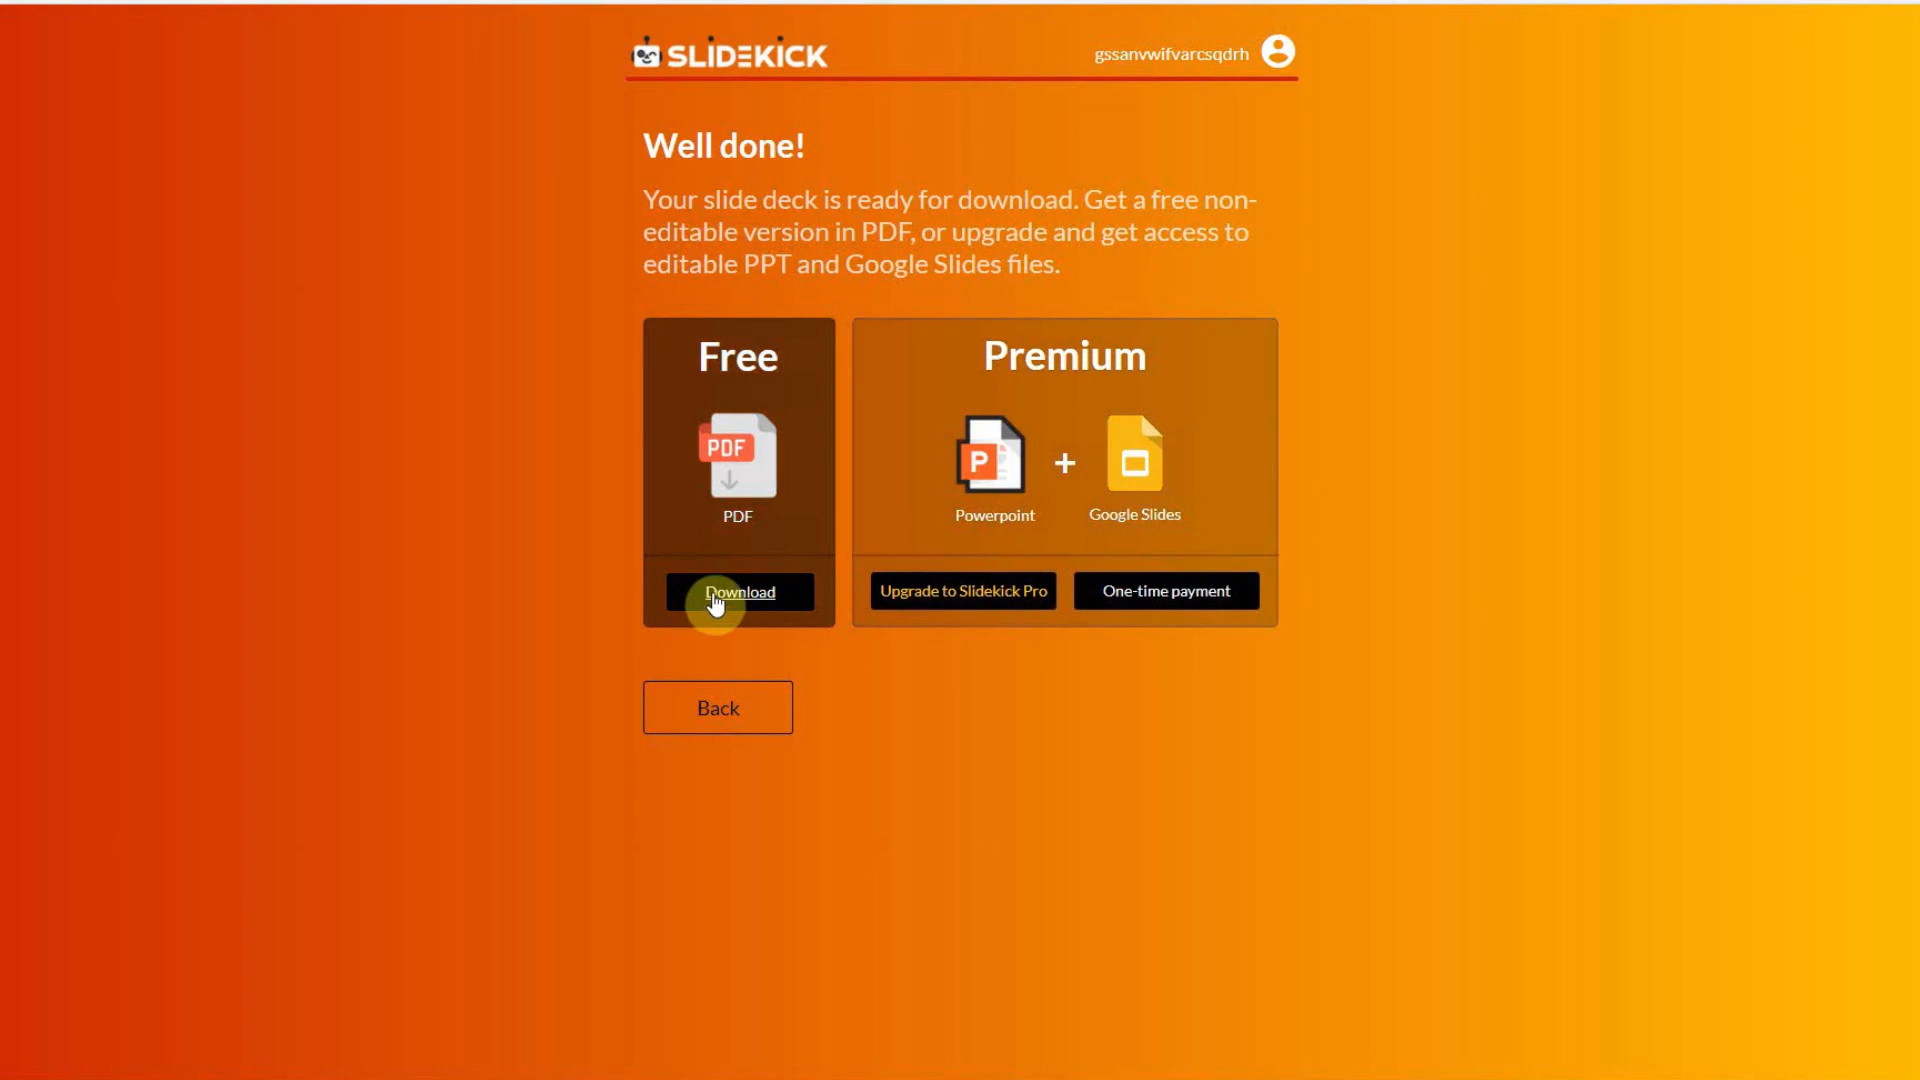 SLIDEKICK
gssanvwifvarcsqdrh
Well done!
Your slide deck is ready for download. Get a free non-
editable version in PDF, or upgrade and get access to
editable PPT and Google Slides files.
Free
Premium
PDF
P
+
PDF
Powerpoint
Google Slides
Download
Upgrade to Slidekick Pro
One-time payment
Back